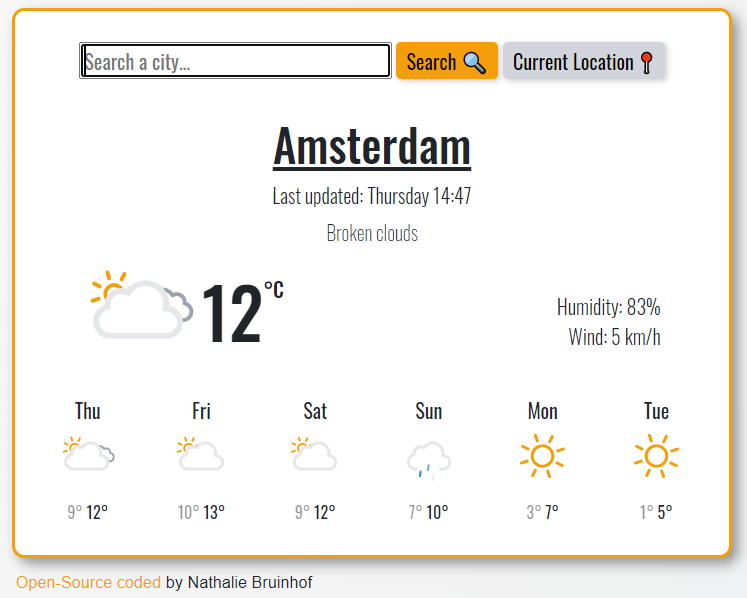 Search a city... Search Current Location
Amsterdam
Last updated: Thursday 14:47
Broken clouds
12°C
Humidity: 83%
Wind: 5 km/h
Thu Fri Sat Sun Mon Tue
9° 12° 10° 13° 9° 12° 7° 10° 3° 7° 1° 5°
Open-Source coded by Nathalie Bruinhof